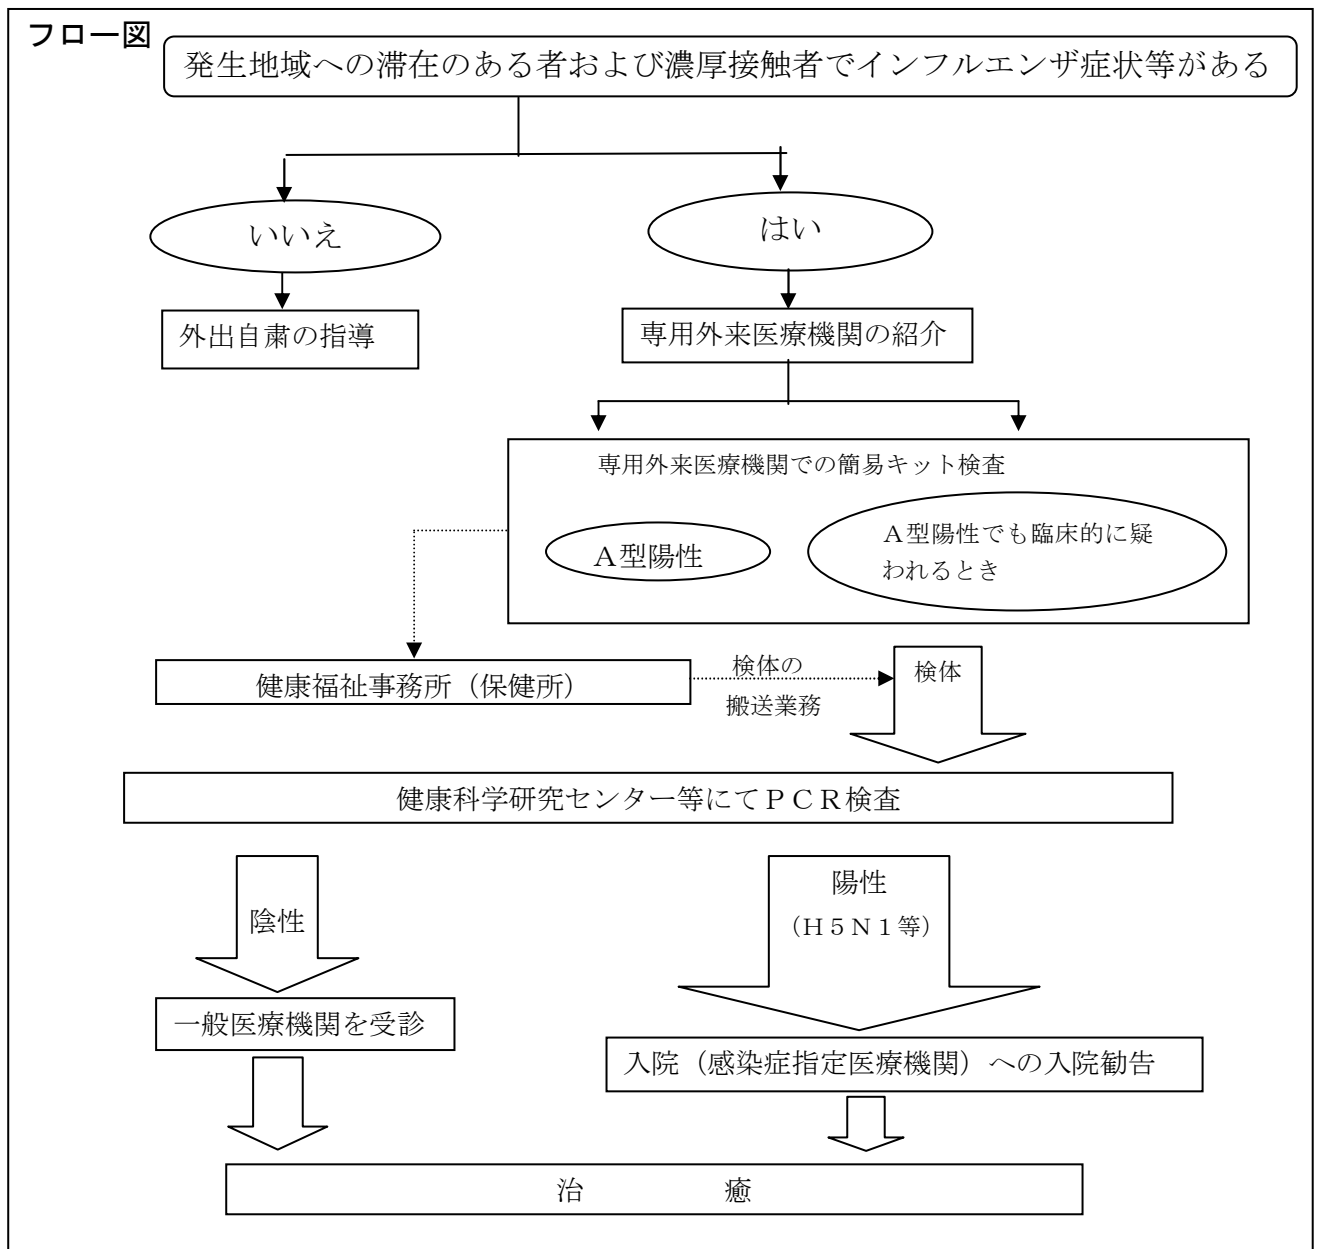 フロー図
発生地域への滞在のある者および濃厚接触者でインフルエンザ症状等がある
いいえ
はい
外出自粛の指導
専用外来医療機関の紹介
専用外来医療機関での簡易キット検査
Ａ型陽性
Ａ型陽性でも臨床的に疑
われるとき
健康福祉事務所（保健所）
検体の
搬送業務
検体
健康科学研究センター等にてＰＣＲ検査
陰性
陽性
（Ｈ５Ｎ１等）
一般医療機関を受診
入院（感染症指定医療機関）への入院勧告
治　　　　　癒